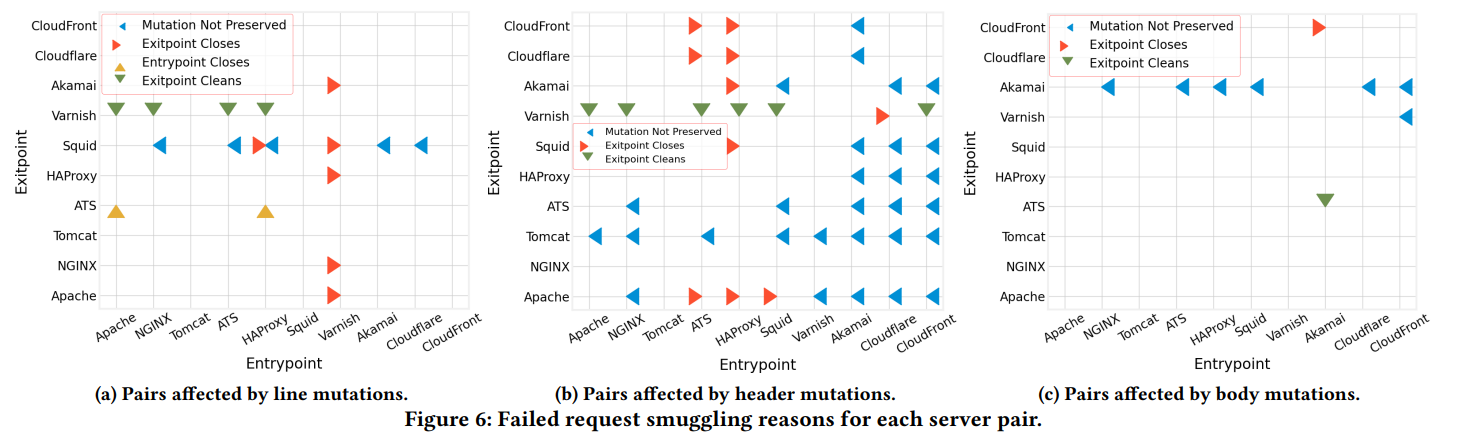 CloudFront
Cloudflare
Akamai
Varnish
Squid
HAProxy
ATS
Tomcat
NGINX
Apache
Exitpoint
Mutation Not Preserved
Exitpoint Closes
Entrypoint Closes
Exitpoint Cleans
Apache NGINX Tomcat ATS HAProxy Squid Varnish Akamai Cloudflare CloudFront
Entrypoint
(a) Pairs affected by line mutations.
CloudFront
Cloudflare
Akamai
Varnish
Squid
HAProxy
ATS
Tomcat
NGINX
Apache
Exitpoint
Mutation Not Preserved
Exitpoint Closes
Exitpoint Cleans
Apache NGINX Tomcat ATS HAProxy Squid Varnish Akamai Cloudflare CloudFront
Entrypoint
(b) Pairs affected by header mutations.
CloudFront
Cloudflare
Akamai
Varnish
Squid
HAProxy
ATS
Tomcat
NGINX
Apache
Exitpoint
Mutation Not Preserved
Exitpoint Closes
Exitpoint Cleans
Apache NGINX Tomcat ATS HAProxy Squid Varnish Akamai Cloudflare CloudFront
Entrypoint
(c) Pairs affected by body mutations.
Figure 6: Failed request smuggling reasons for each server pair.